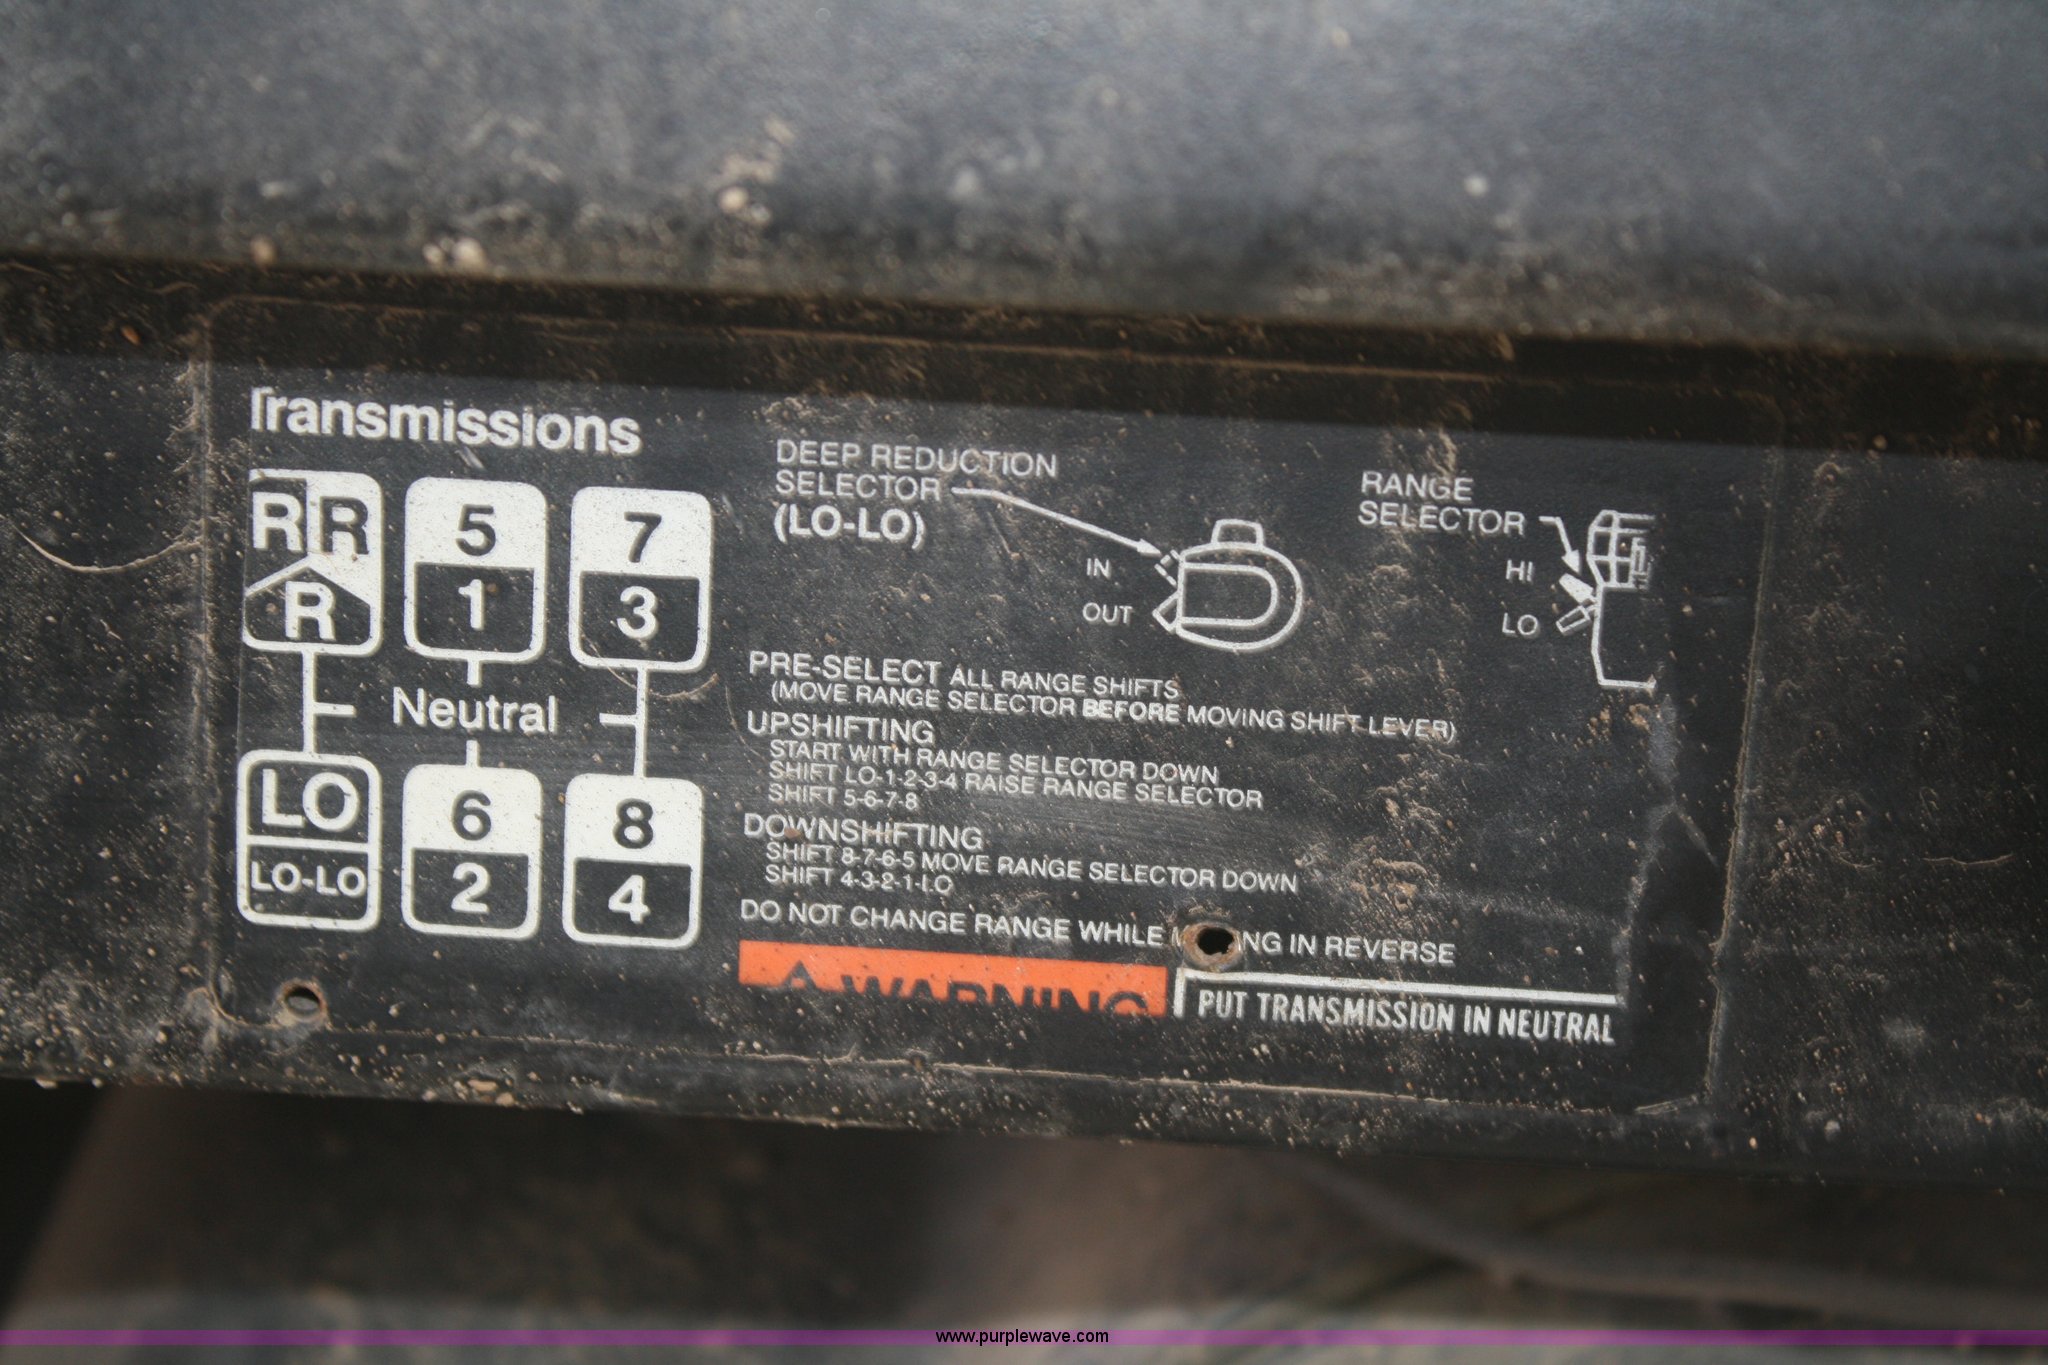 Transmissions
R R
R
5
1
7
3
Neutral
LO
LO-LO
6
2
8
4
DEEP REDUCTION
SELECTOR
(LO-LO)
IN
OUT
RANGE
SELECTOR
HI
LO
PRE-SELECT ALL RANGE SHIFTS
(MOVE RANGE SELECTOR BEFORE MOVING SHIFT LEVER)
UPSHIFTING
START WITH RANGE SELECTOR DOWN
SHIFT LO-1-2-3-4 RAISE RANGE SELECTOR
SHIFT 5-6-7-8
DOWNSHIFTING
SHIFT 8-7-6-5 MOVE RANGE SELECTOR DOWN
SHIFT 4-3-2-1-LO
DO NOT CHANGE RANGE WHILE M NG IN REVERSE
WARNING
PUT TRANSMISSION IN NEUTRAL
www.purplewave.com